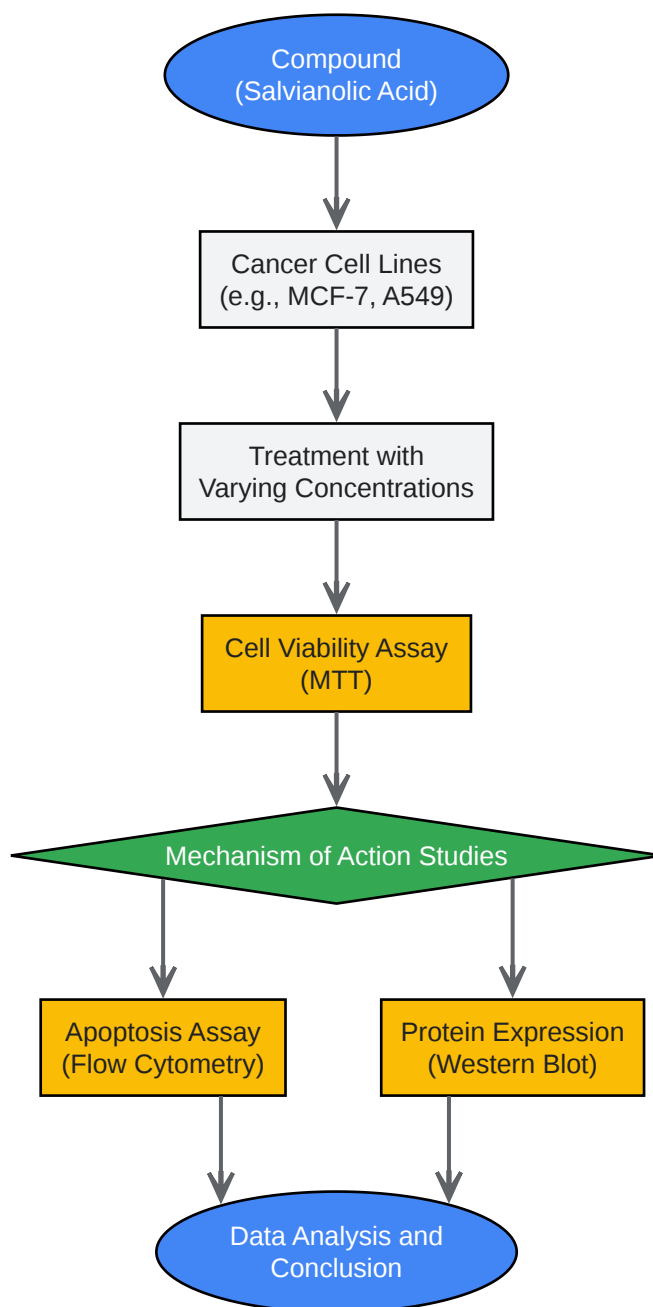 Compound
(Salvianolic Acid)
Cancer Cell Lines
(e.g., MCF-7, A549)
Treatment with
Varying Concentrations
Cell Viability Assay
(MTT)
Mechanism of Action Studies
Apoptosis Assay
(Flow Cytometry)
Protein Expression
(Western Blot)
Data Analysis and
Conclusion